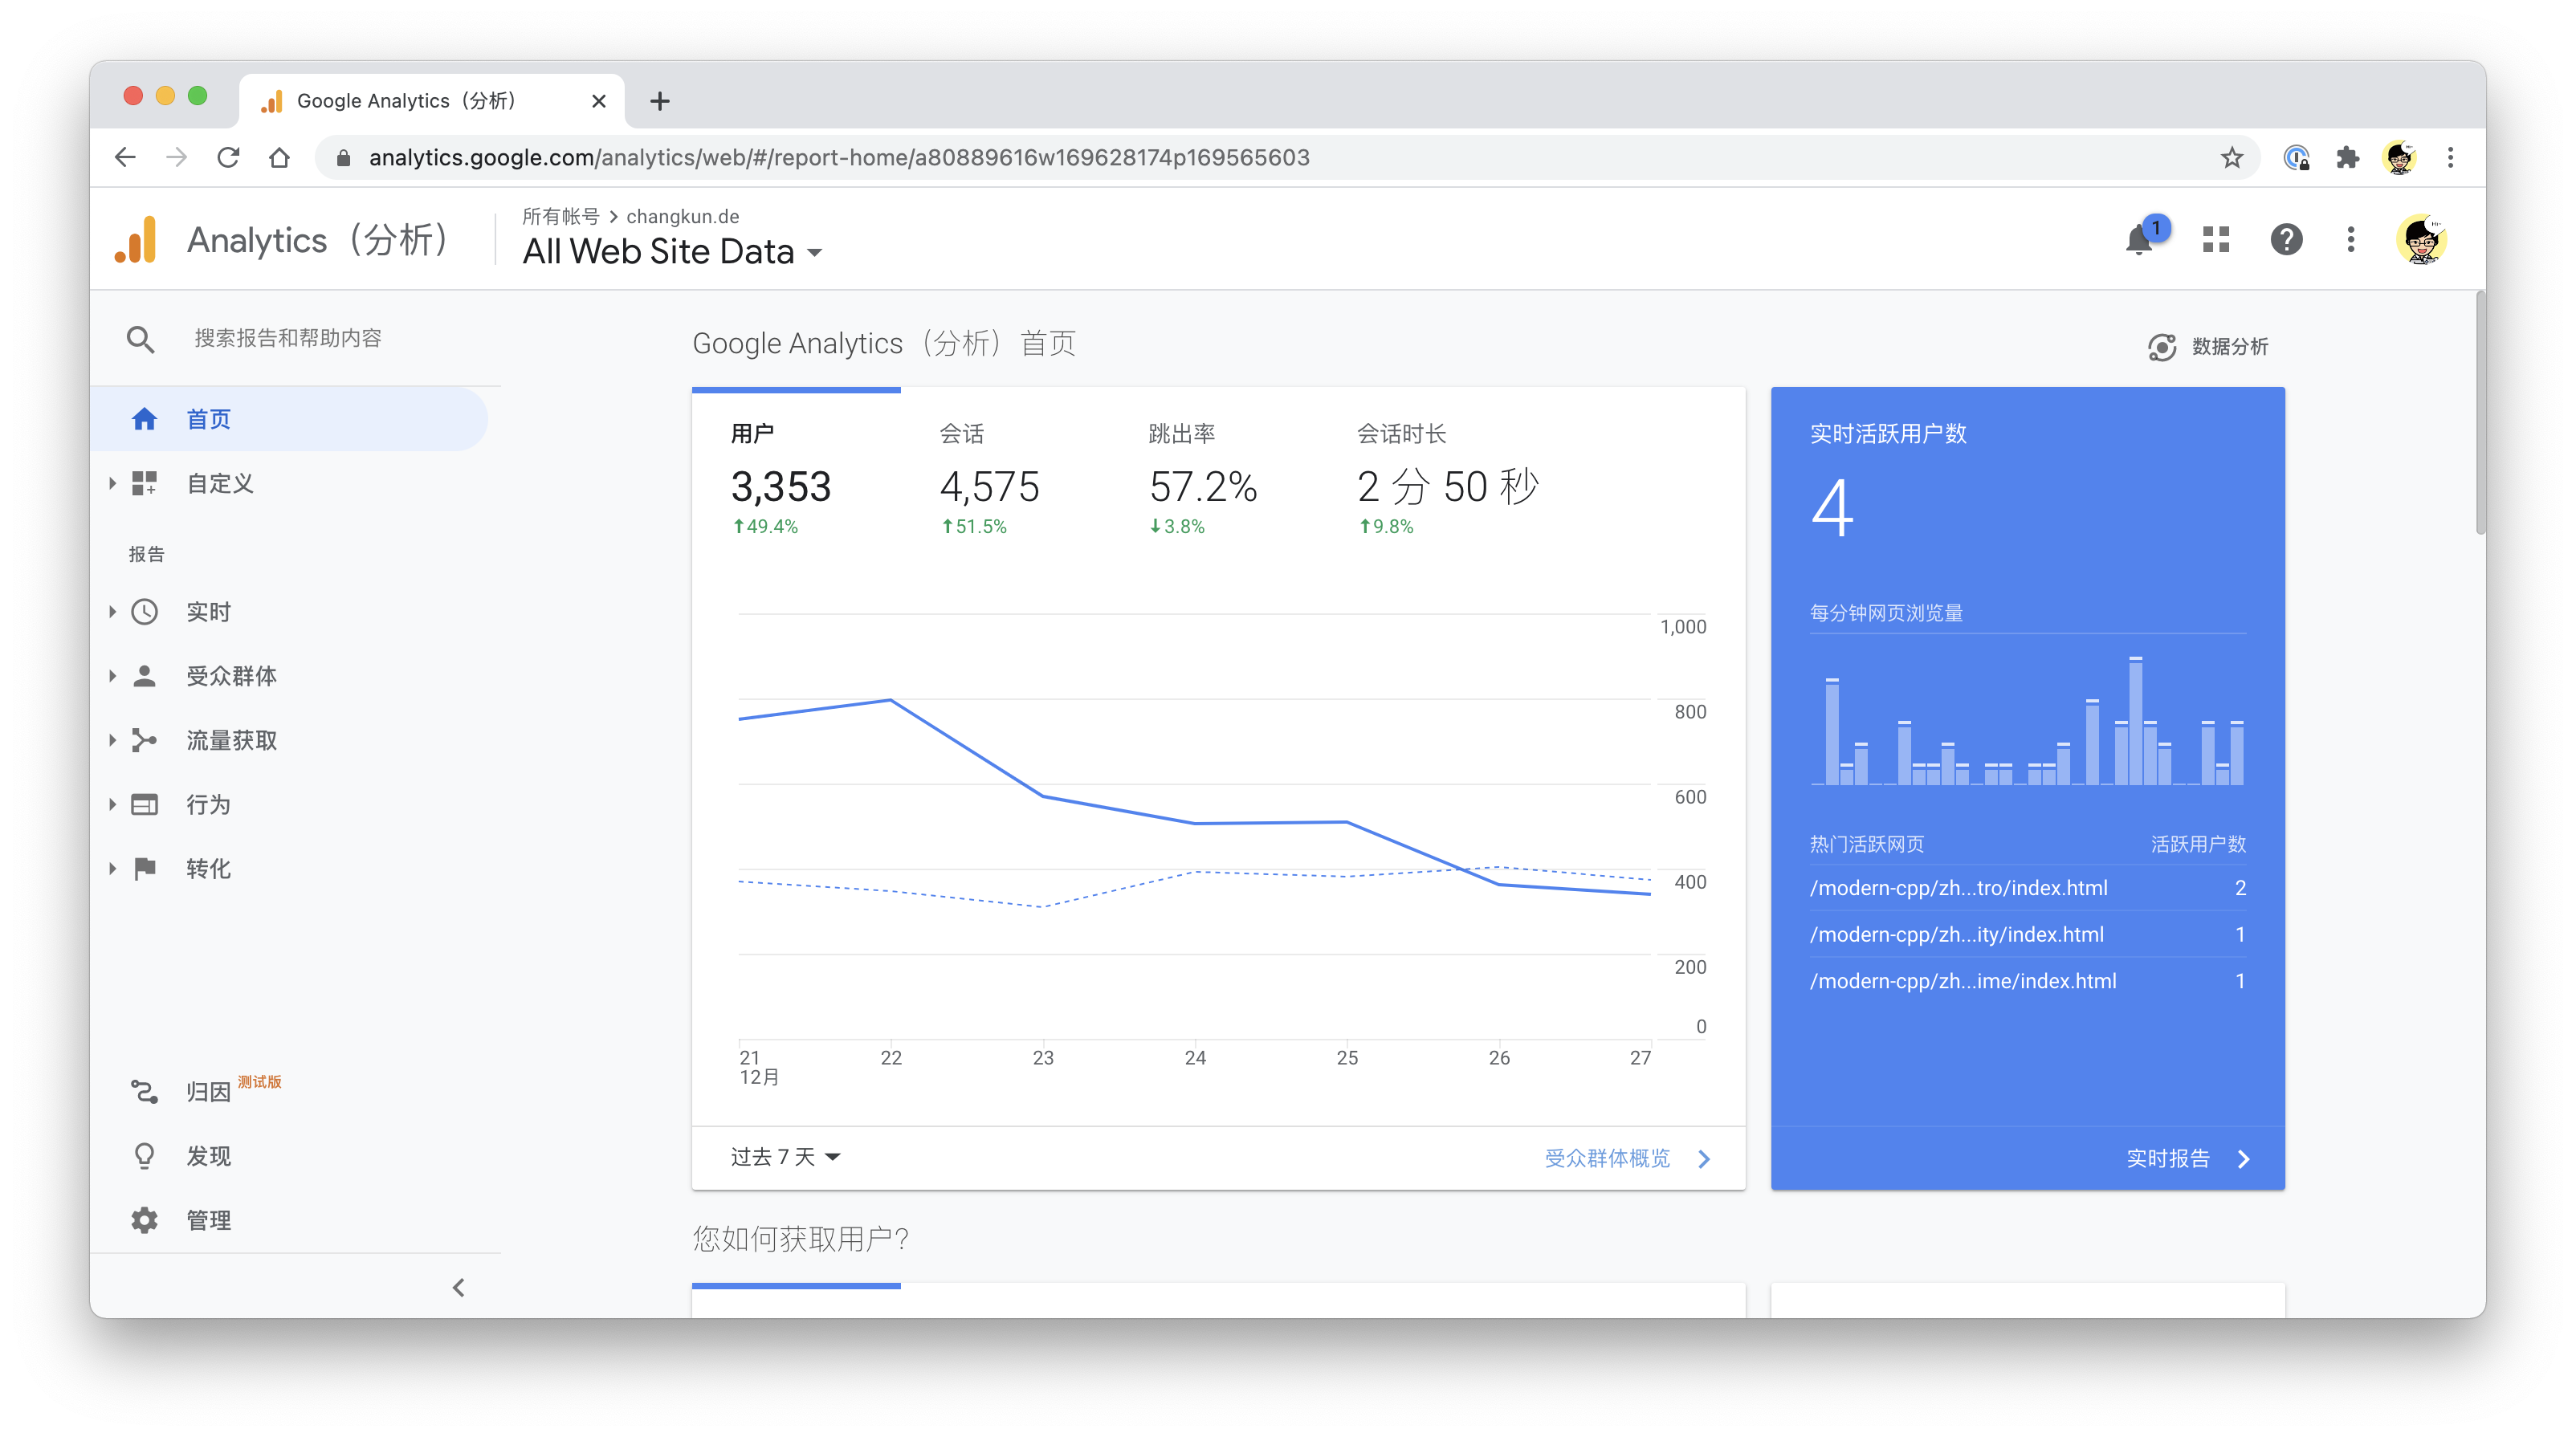 Google Analytics（分析）
analytics.google.com/analytics/web/#/report-home/a80889616w169628174p169565603
Analytics（分析）
所有帐号 > changkun.de
All Web Site Data
1
搜索报告和帮助内容
首页
自定义
报告
实时
受众群体
流量获取
行为
转化
归因 测试版
发现
管理
Google Analytics（分析）首页
数据分析
用户 会话 跳出率 会话时长
3,353 4,575 57.2% 2 分 50 秒
49.4% 51.5% 3.8% 9.8%
1,000
800
600
400
200
0
21 22 23 24 25 26 27
12月
过去 7 天
受众群体概览
实时活跃用户数
4
每分钟网页浏览量
热门活跃网页 活跃用户数
/modern-cpp/zh...tro/index.html 2
/modern-cpp/zh...ity/index.html 1
/modern-cpp/zh...ime/index.html 1
实时报告
您如何获取用户？